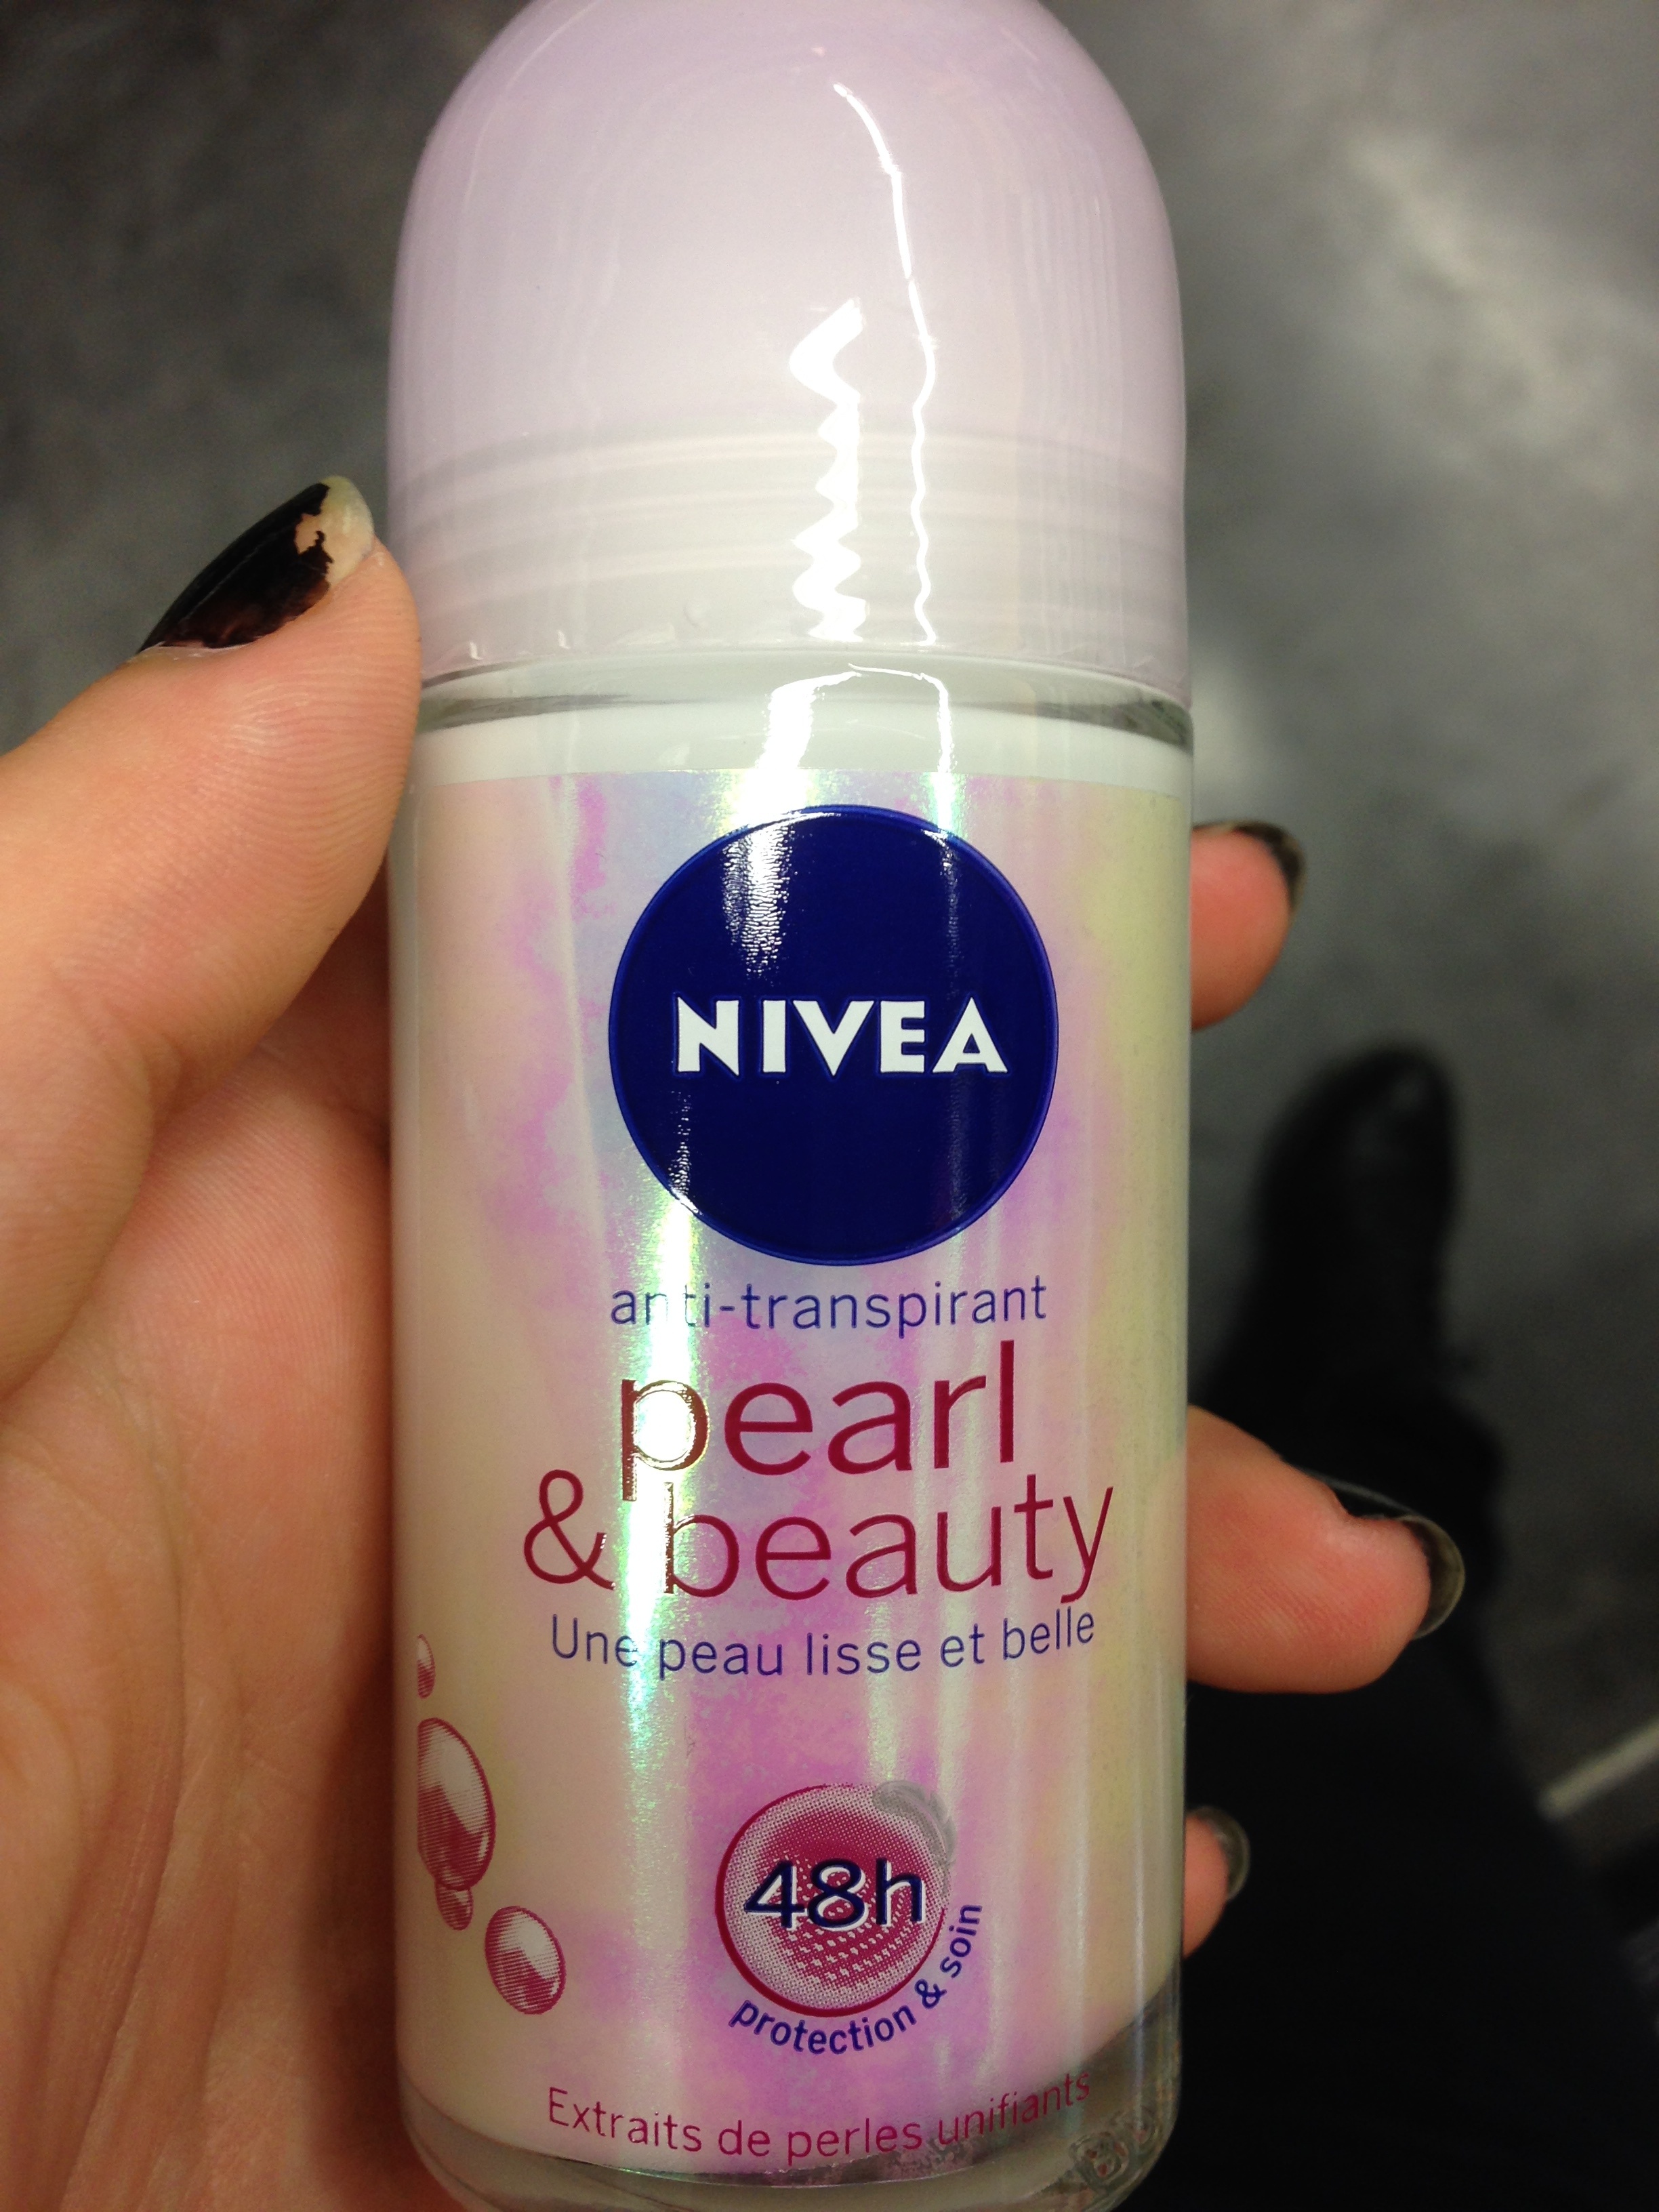 NIVEA
anti-transpirant
pearl
& beauty
Une peau lisse et belle
48h
protection & soin
Extraits de perles unifiants